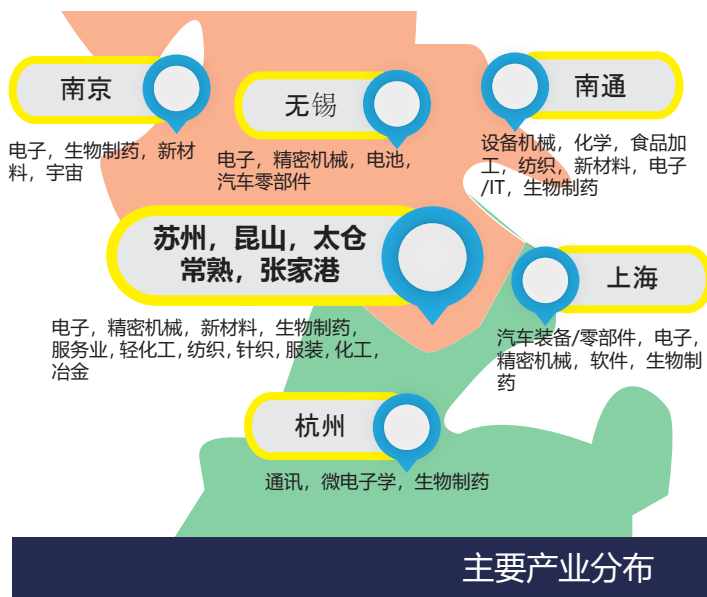 南京
电子，生物制药，新材
料，宇宙
无锡
电子，精密机械，电池，
汽车零部件
南通
设备机械，化学，食品加
工，纺织，新材料，电子
/IT，生物制药
苏州，昆山，太仓
常熟，张家港
电子，精密机械，新材料，生物制药，
服务业，轻化工，纺织，针织，服装，化工，
冶金
上海
汽车装备/零部件，电子，
精密机械，软件，生物制
药
杭州
通讯，微电子学，生物制药
主要产业分布